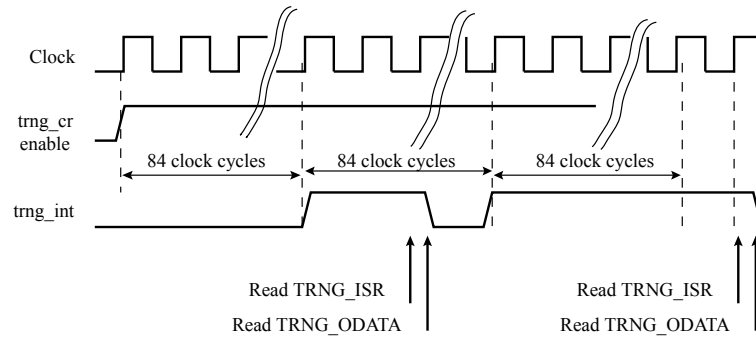 Clock
trng_cr
enable
84 clock cycles
84 clock cycles
84 clock cycles
trng_int
Read TRNG_ISR
Read TRNG_ISR
Read TRNG_ODATA
Read TRNG_ODATA